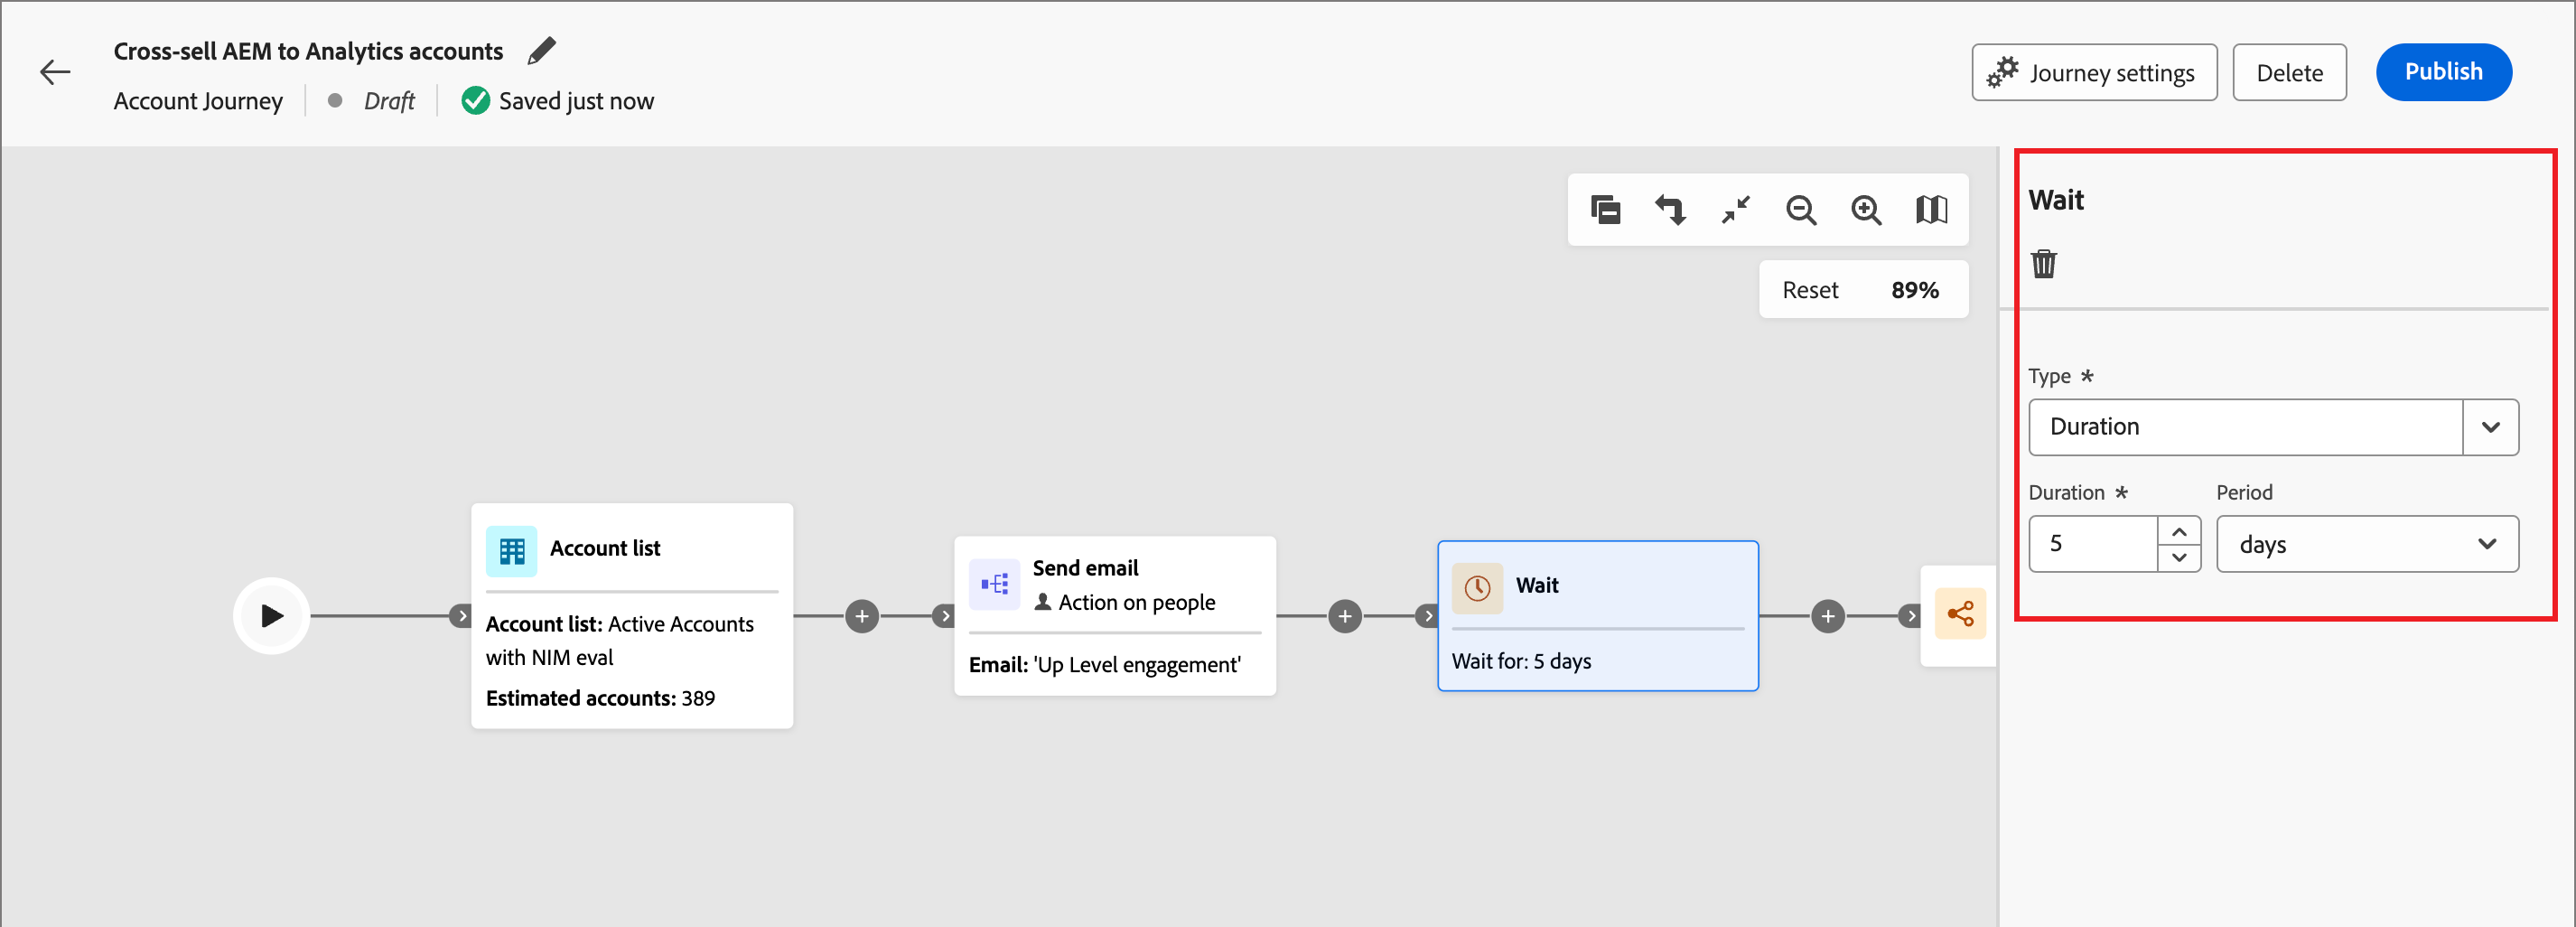 Cross-sell AEM to Analytics accounts
Account Journey
Draft
Saved just now
Journey settings
Delete
Publish
Reset 89%
Account list
Account list: Active Accounts
with NIM eval
Estimated accounts: 389
Send email
Action on people
Email: 'Up Level engagement'
Wait
Wait for: 5 days
Wait
Type *
Duration
Duration * Period
5 days